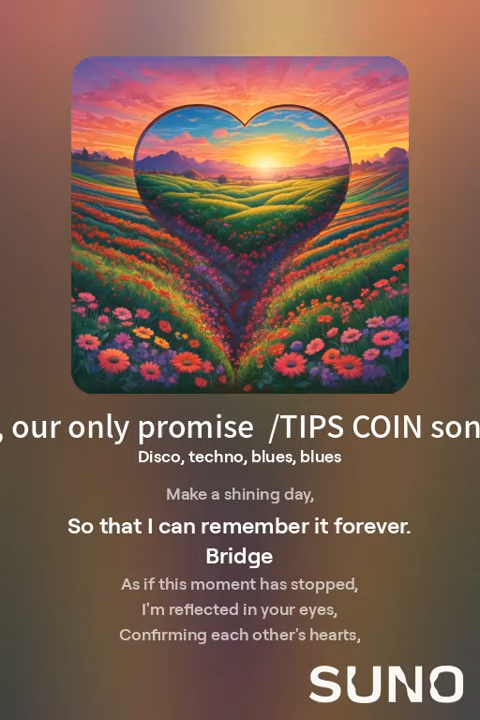 , our only promise /TIPS COIN son
Disco, techno, blues, blues
Make a shining day,
So that I can remember it forever.
Bridge
As if this moment has stopped,
I'm reflected in your eyes,
Confirming each other's hearts,
SUNO